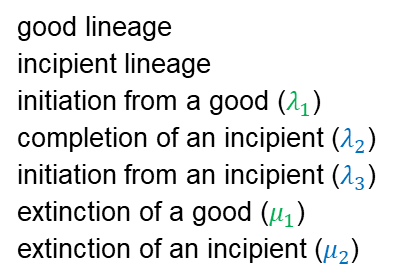 good lineage
incipient lineage
initiation from a good (λ₁)
completion of an incipient (λ₂)
initiation from an incipient (λ₃)
extinction of a good (μ₁)
extinction of an incipient (μ₂)